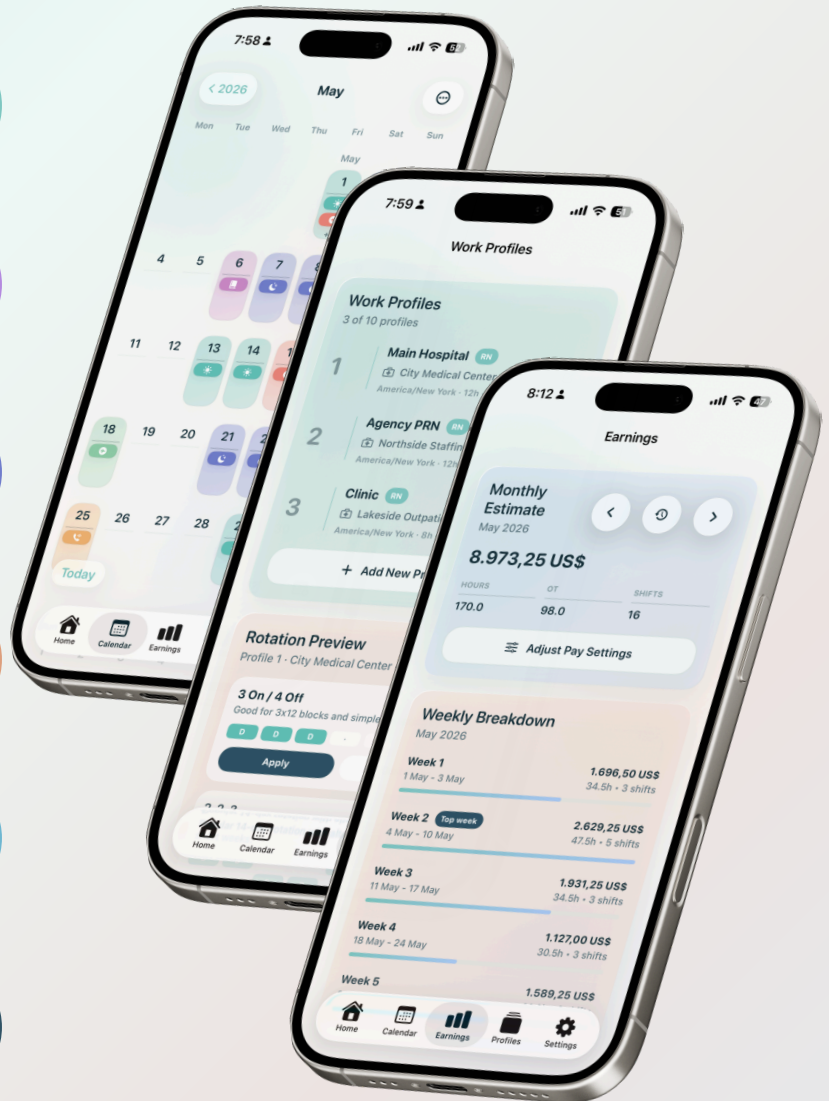 7:58
< 2026
May
Mon Tue Wed Thu Fri Sat Sun
May
1
4 5 6 7 8
11 12 13 14
18 19 20 21
25 26 27 28
Today
Home Calendar Earnings
7:59
Work Profiles
Work Profiles
3 of 10 profiles
1
Main Hospital RN
City Medical Center
America/New York · 12h
2
Agency PRN RN
Northside
America/New York · 12h
3
Clinic RN
Lakeside
America/New York · 8h
+ Add New
Rotation Preview
Profile 1 · City Medical Center
3 On / 4 Off
Good for 3x12 blocks and simple
D D D
Apply
Home Calendar Earnings
8:12
47
Earnings
Monthly
Estimate
May 2026
8.973,25 US$
HOURS OT SHIFTS
170.0 98.0 16
Adjust Pay Settings
Weekly Breakdown
May 2026
Week 1 1.696,50 US$
1 May - 3 May 34.5h • 3 shifts
Week 2 Top week 2.629,25 US$
4 May - 10 May 47.5h • 5 shifts
Week 3 1.931,25 US$
11 May - 17 May 34.5h • 3 shifts
Week 4 1.127,00 US$
18 May - 24 May 30.5h • 3 shifts
Week 5 1.589,25 US$
Home Calendar Earnings Profiles Settings